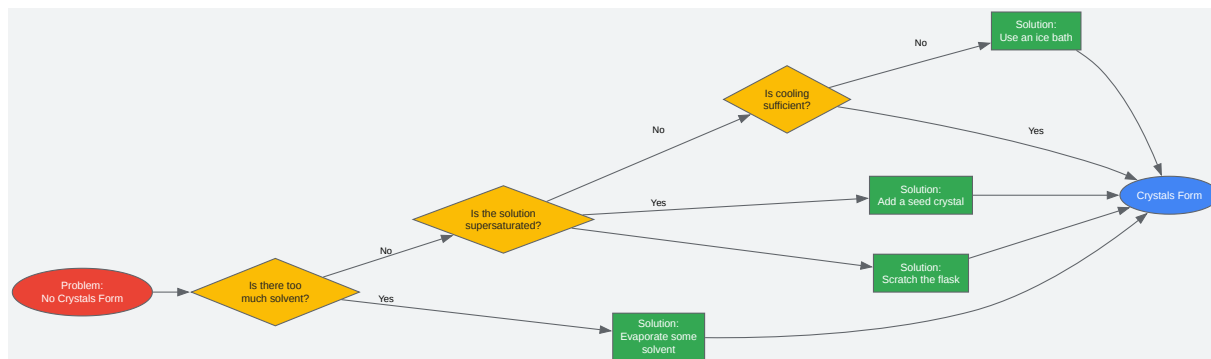 Problem:
No Crystals Form
Is there too
much solvent?
No
Yes
Is the solution
supersaturated?
No
Yes
Solution:
Evaporate some
solvent
Is cooling
sufficient?
No
Yes
Solution:
Use an ice bath
Solution:
Add a seed crystal
Solution:
Scratch the flask
Crystals Form